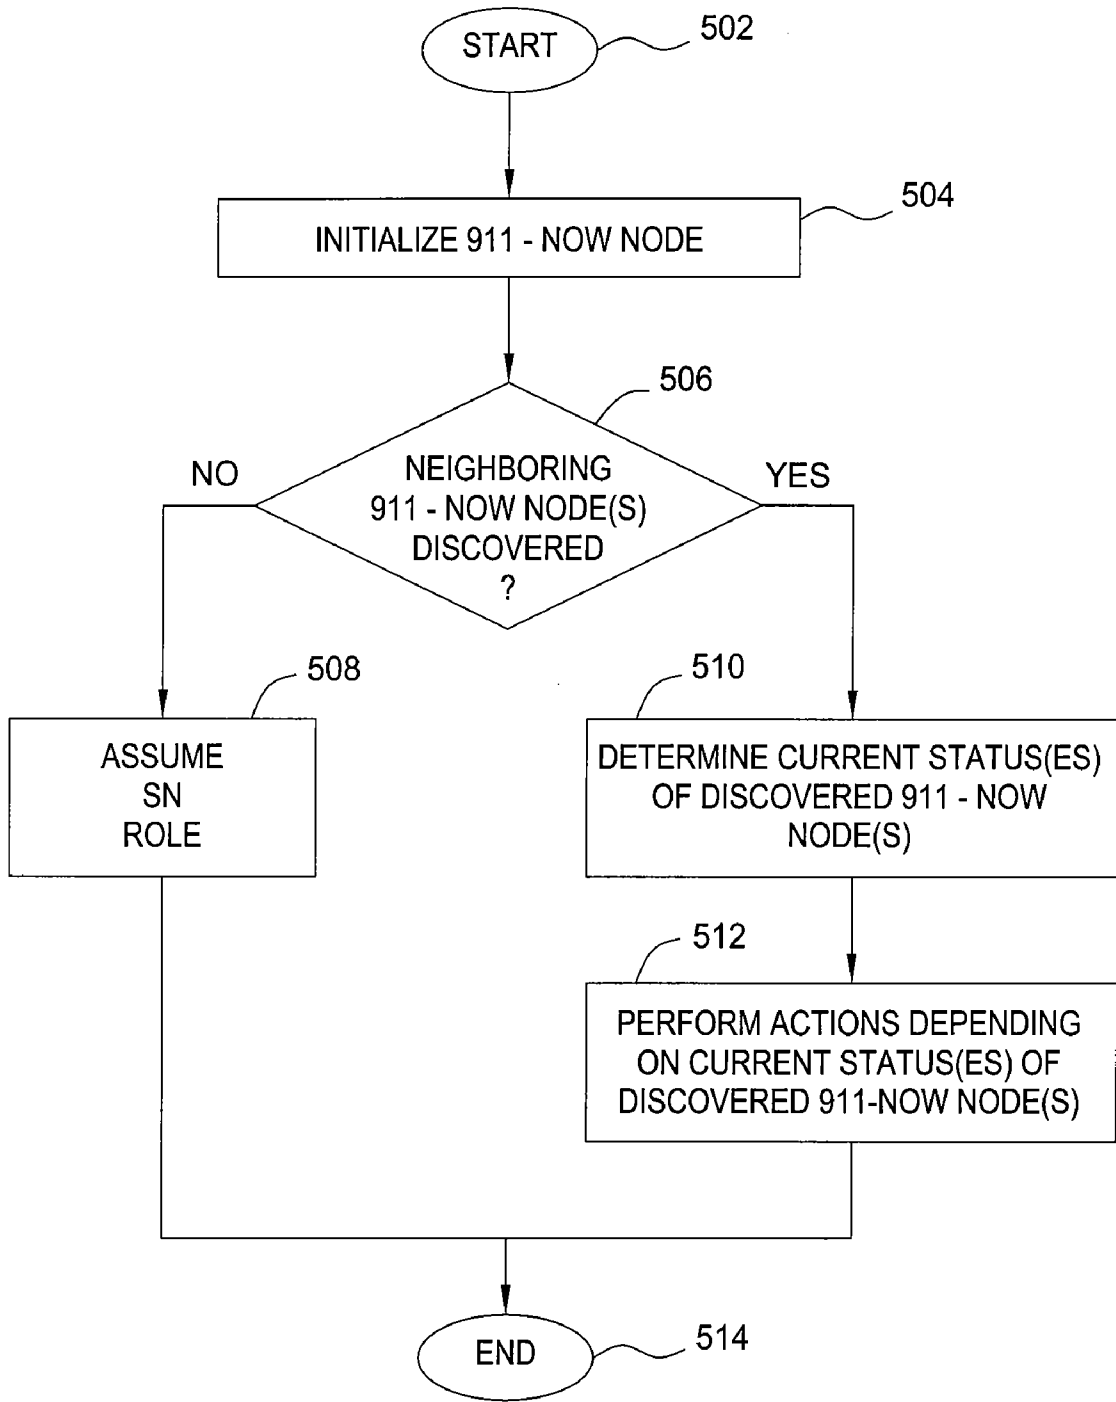 START
502
INITIALIZE 911 - NOW NODE
504
506
NEIGHBORING
911 - NOW NODE(S)
DISCOVERED
?
NO
YES
508
ASSUME
SN
ROLE
510
DETERMINE CURRENT STATUS(ES)
OF DISCOVERED 911 - NOW
NODE(S)
512
PERFORM ACTIONS DEPENDING
ON CURRENT STATUS(ES) OF
DISCOVERED 911-NOW NODE(S)
END
514